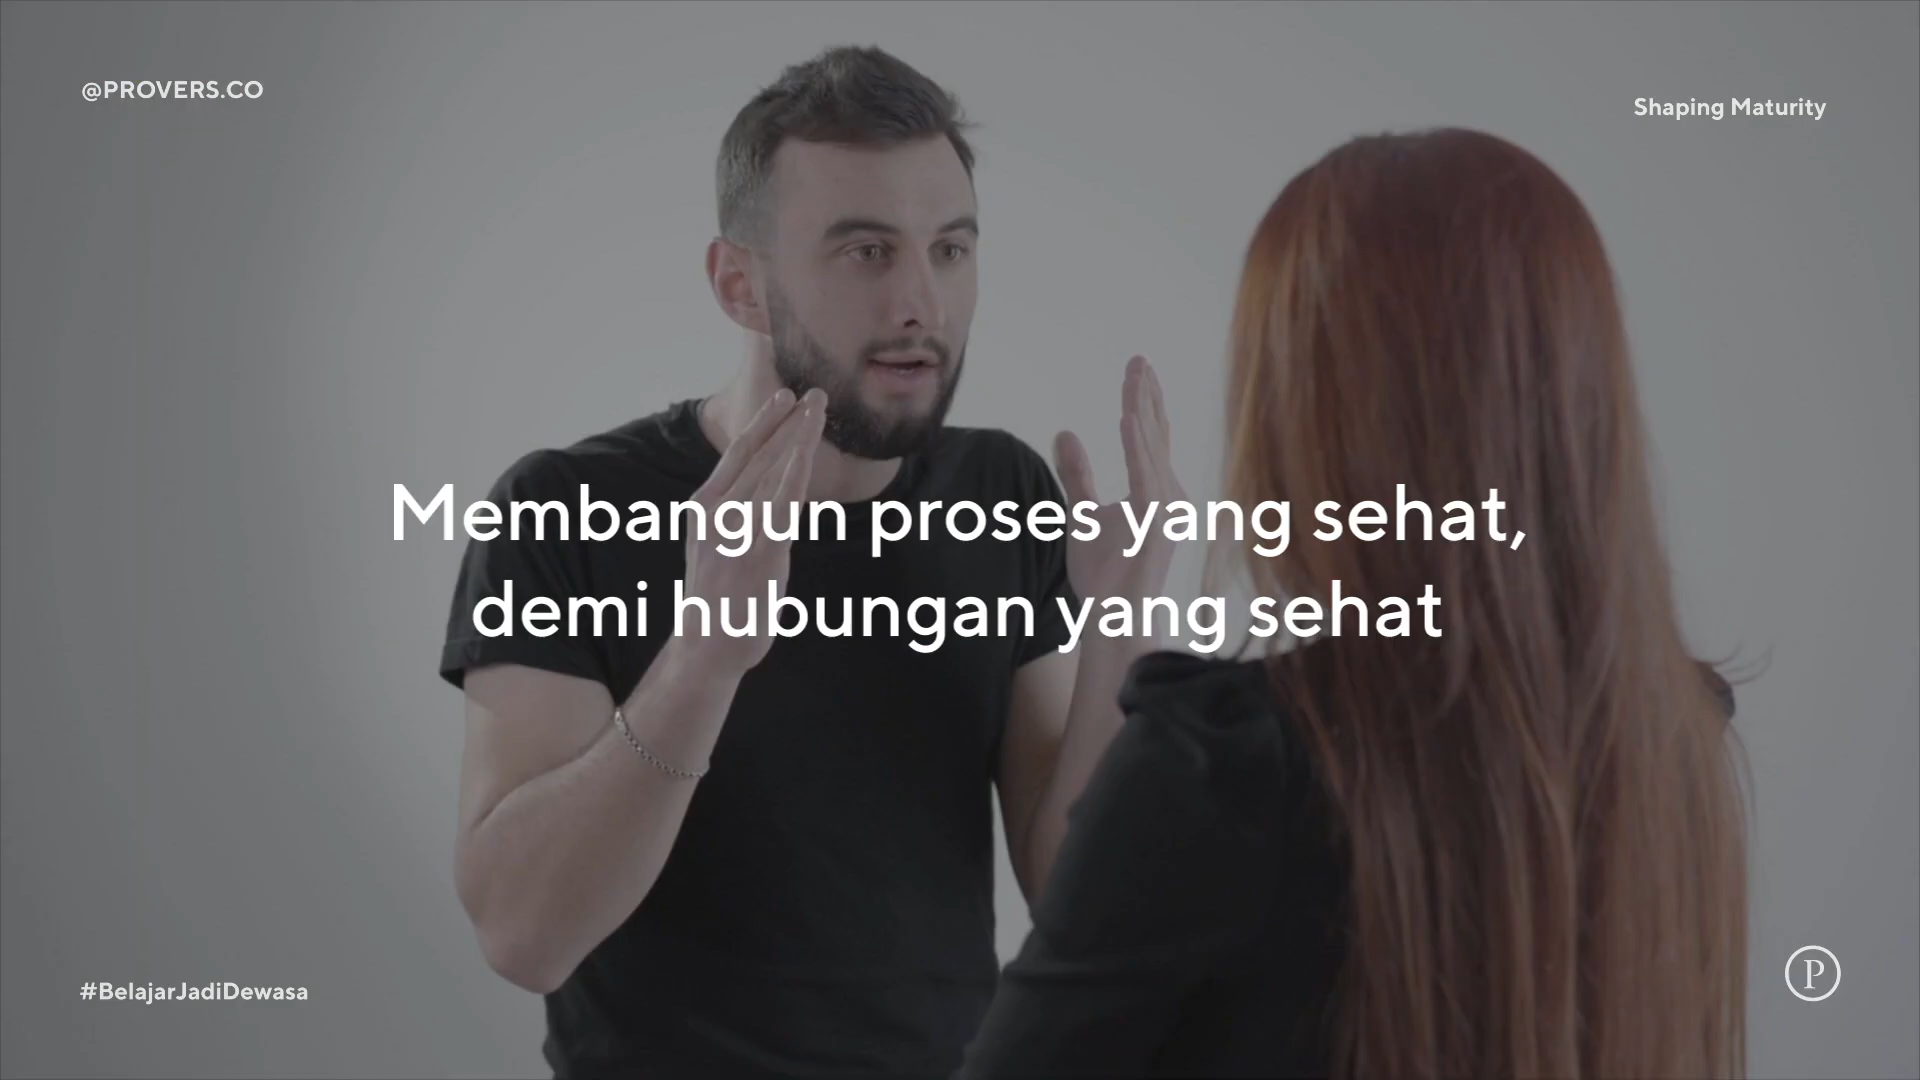 @PROVERS.CO
Shaping Maturity
Membangun proses yang sehat,
demi hubungan yang sehat
#BelajarJadiDewasa
P